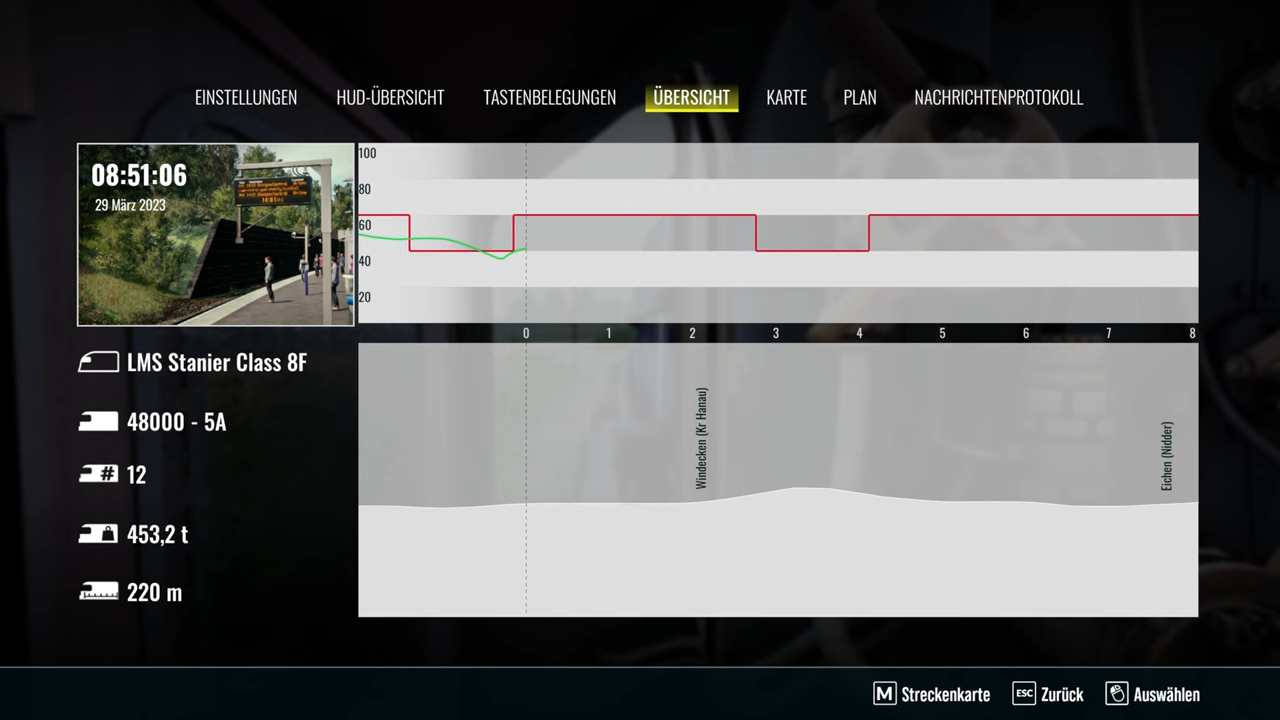 EINSTELLUNGEN HUD-ÜBERSICHT TASTENBELEGUNGEN ÜBERSICHT KARTE PLAN NACHRICHTENPROTOKOLL
08:51:06
29 März 2023
LMS Stanier Class 8F
48000 - 5A
# 12
453,2 t
220 m
100
80
60
40
20
0 1 2 3 4 5 6 7 8
Windecken (Kr Hanau)
Eichen (Nidder)
M Streckenkarte ESC Zurück Auswählen